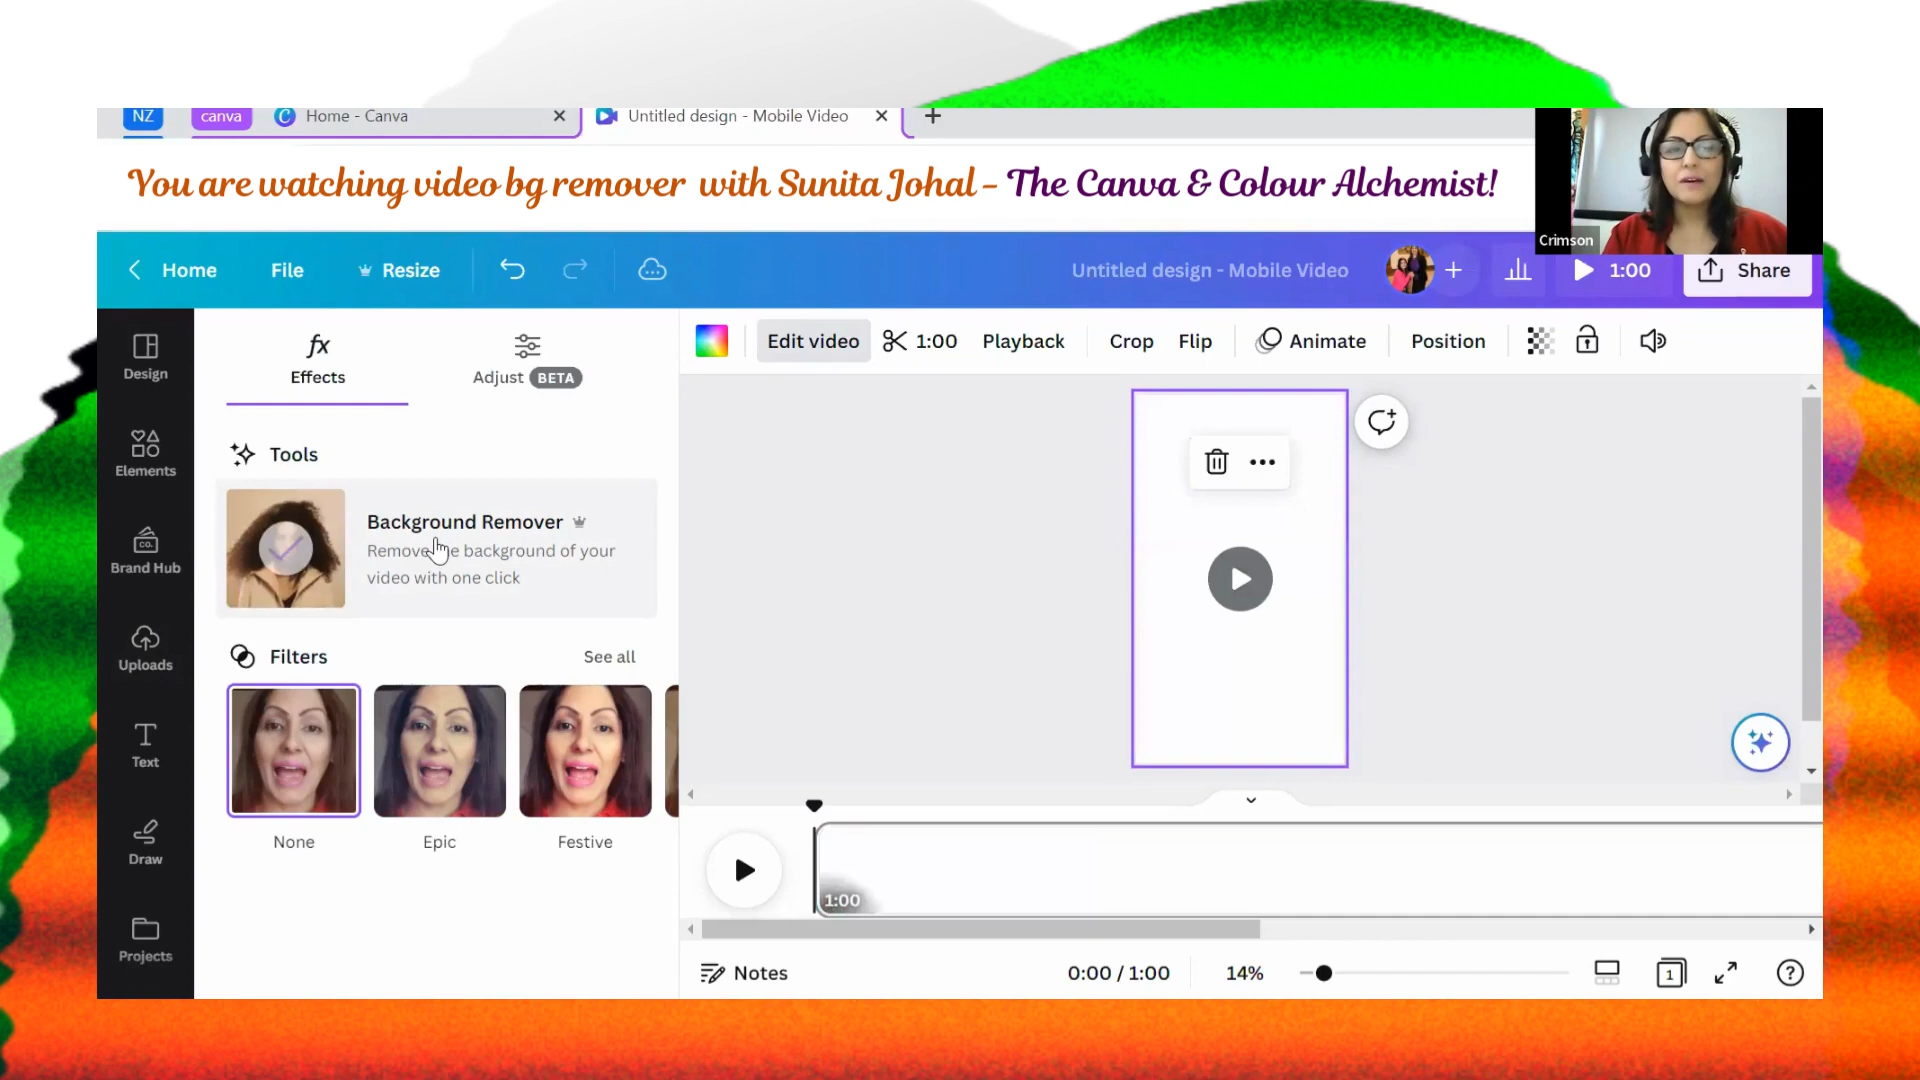 NZ
canva
Home - Canva
Untitled design - Mobile Video
You are watching video bg remover with Sunita Johal - The Canva & Colour Alchemist!
Crimson
Home
File
Resize
Untitled design - Mobile Video
1:00
Share
Design
Elements
CO.
Brand Hub
Uploads
Text
Draw
Projects
fx
Effects
Adjust BETA
Tools
Background Remover
Remove he background of your
video with one click
Filters
See all
None
Epic
Festive
Edit video
1:00
Playback
Crop
Flip
Animate
Position
1:00
Notes
0:00 / 1:00
14%
1
?